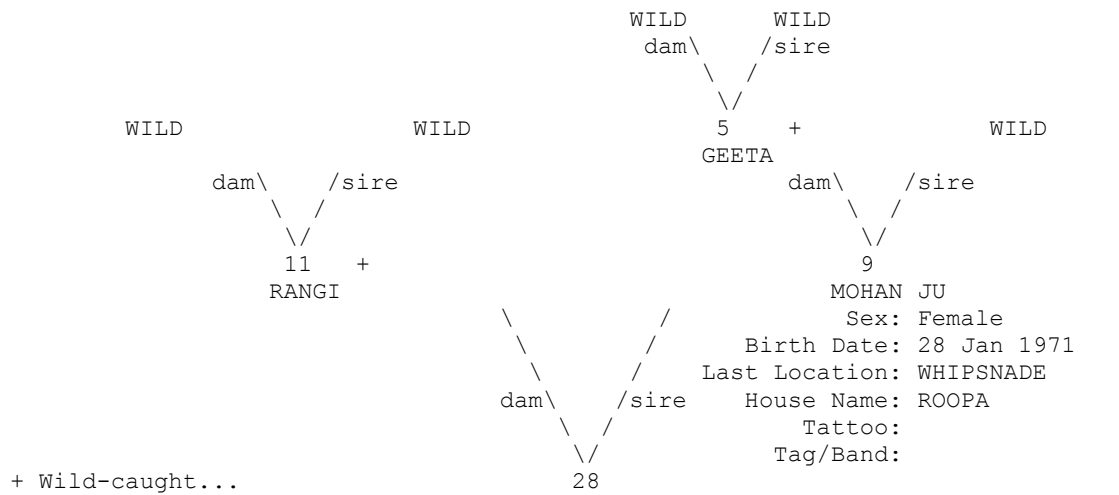 WILD WILD
dam\ /sire
\ /
\/
WILD WILD 5 + WILD
GEETA
dam\ /sire dam\ /sire
\ / \ /
\/ \/
11 + 9
RANGI MOHAN JU
\ / Sex: Female
\ / Birth Date: 28 Jan 1971
\ / Last Location: WHIPSNADE
dam\ /sire House Name: ROOPA
\ / Tattoo:
\/ Tag/Band:
+ Wild-caught... 28